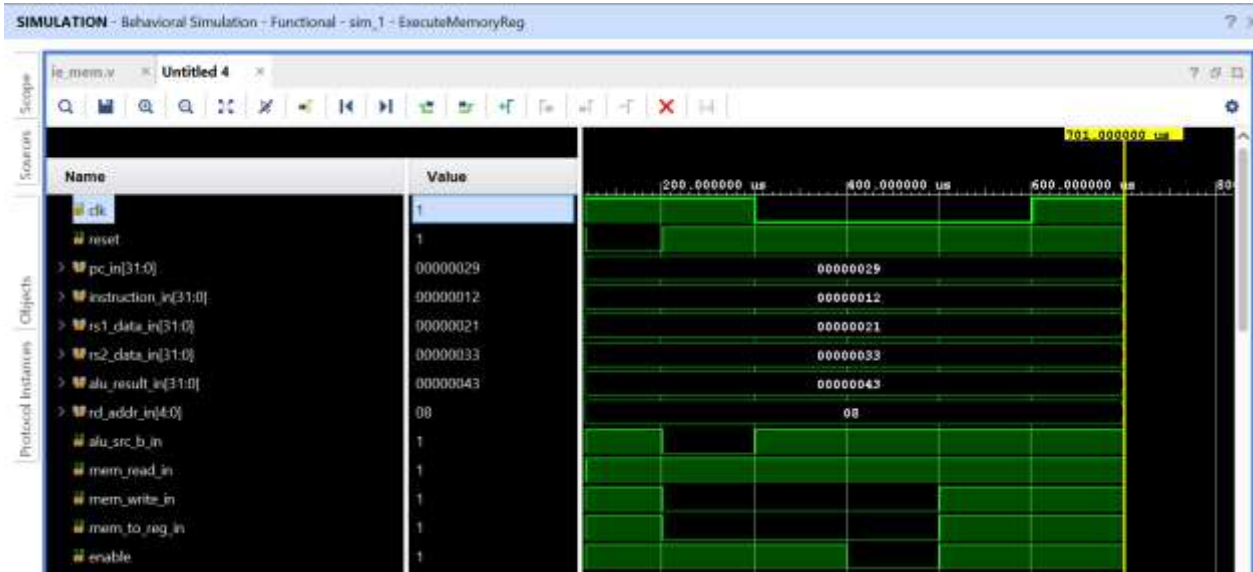 SIMULATION - Behavioral Simulation - Functional - sim_1 - ExecuteMemoryReg ?
ie_mem.v × Untitled 4 ×
Scope
Sources
Objects
Protocol Instances
701.000000 us
Name Value 200.000000 us 400.000000 us 600.000000 us 80
clk 1
reset 1
pc_in[31:0] 00000029 00000029
instruction_in[31:0] 00000012 00000012
rs1_data_in[31:0] 00000021 00000021
rs2_data_in[31:0] 00000033 00000033
alu_result_in[31:0] 00000043 00000043
rd_addr_in[4:0] 08 08
alu_src_b_in 1
mem_read_in 1
mem_write_in 1
mem_to_reg_in 1
enable 1